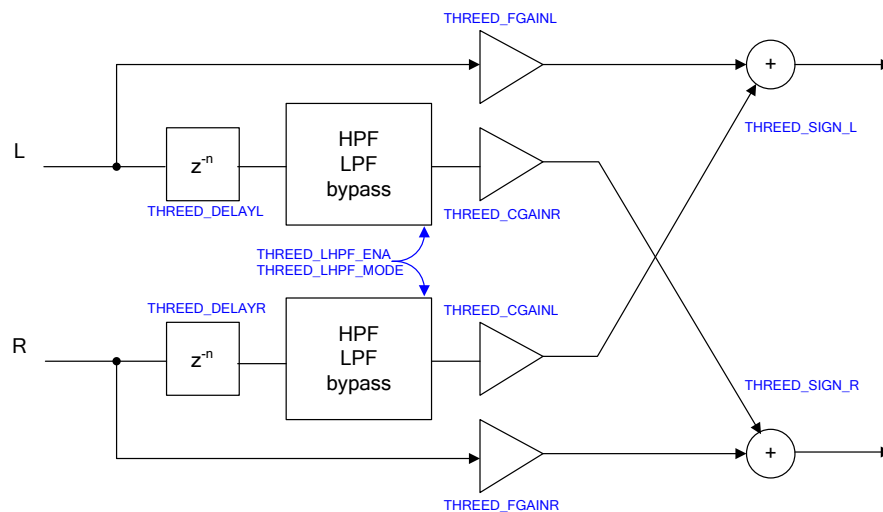 THREED_FGAINL
+
THREED_SIGN_L
L
z-n
HPF
LPF
bypass
THREED_DELAYL
THREED_CGAINR
THREED_LHPF_ENA
THREED_LHPF_MODE
THREED_DELAYR
THREED_CGAINL
R
z-n
HPF
LPF
bypass
THREED_SIGN_R
+
THREED_FGAINR